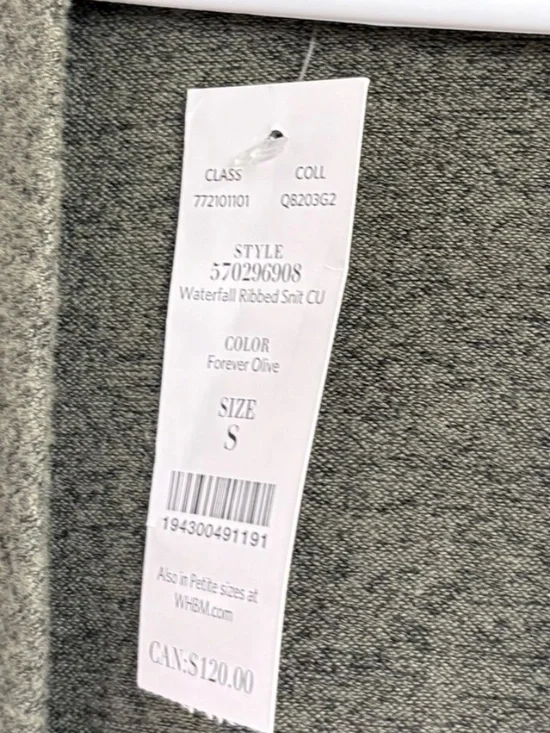 CLASS COLL
772101101 QB203G2
STYLE
570296908
Waterfall Ribbed Snit CU
COLOR
Forever Olive
SIZE
S
194300491191
Also in Petite sizes at
WHBM.com
CAN:$120.00